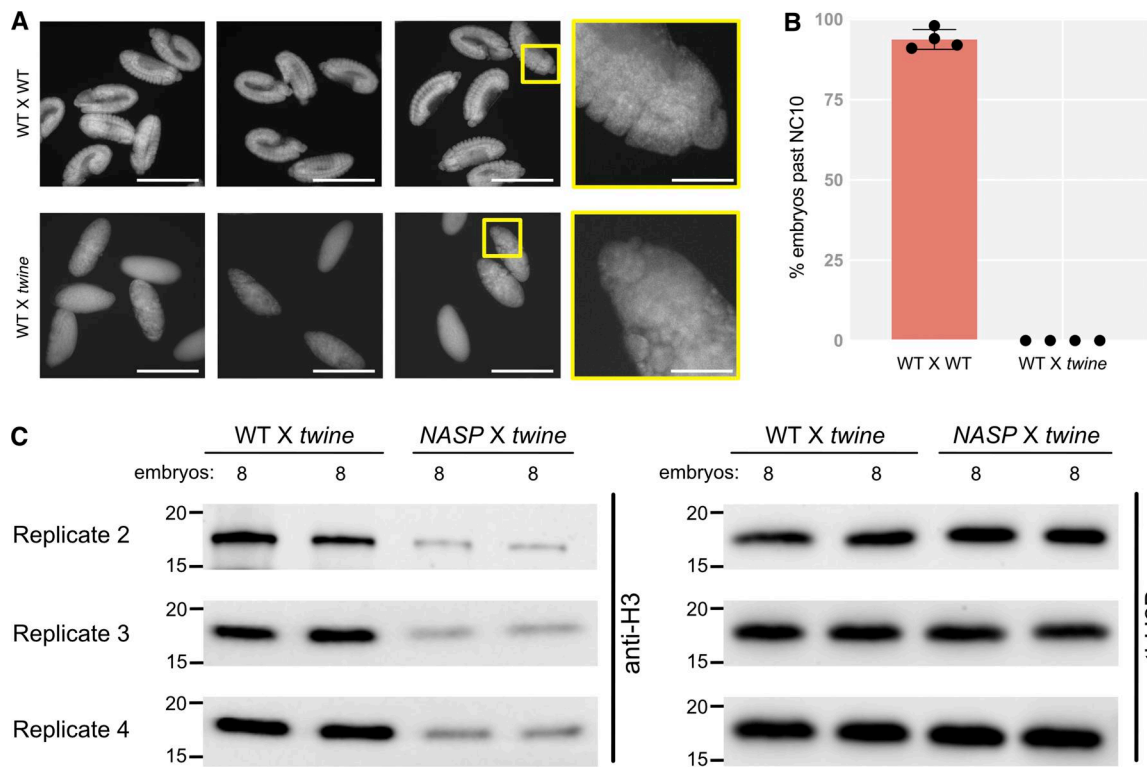 A
WT X WT
WT X twine
B
% embryos past NC10
100
75
50
25
0
WT X WT
WT X twine
C
WT X twine
NASP X twine
embryos: 8 8 8 8
Replicate 2
20
15
Replicate 3
20
15
Replicate 4
20
15
anti-H3
WT X twine
NASP X twine
embryos: 8 8 8 8
20
15
20
15
20
15